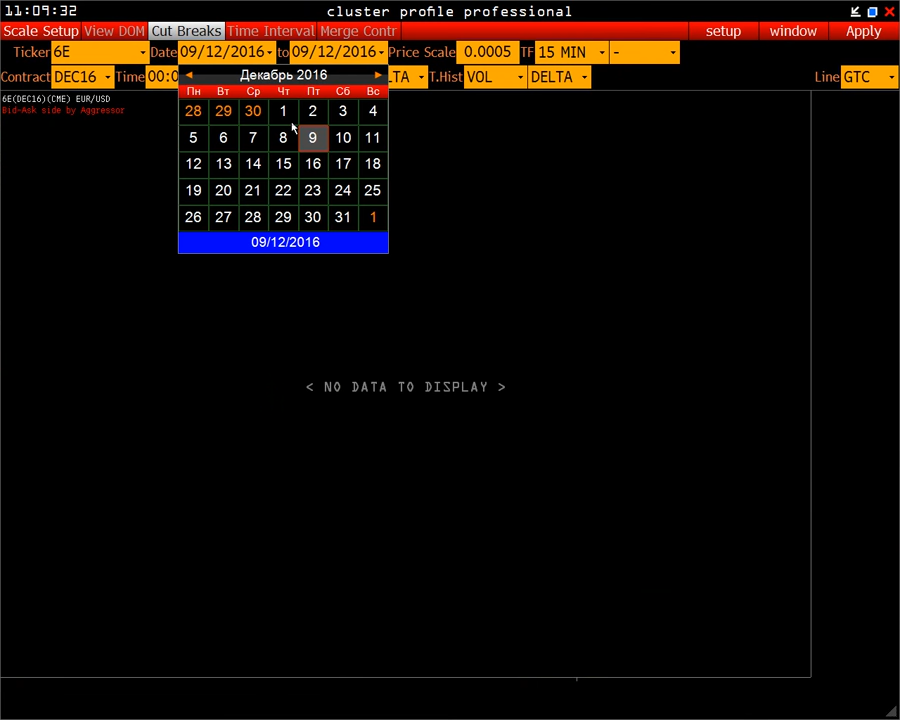 11:09:32 cluster profile professional
Scale Setup View DOM Cut Breaks Time Interval Merge Contr setup window Apply
Ticker 6E Date 09/12/2016 to 09/12/2016 Price Scale 0.0005 TF 15 MIN -
Contract DEC16 Time 00:0 LTA T.Hist VOL DELTA Line GTC
Декабрь 2016
Пн Вт Ср Чт Пт Сб Вс
28 29 30 1 2 3 4
5 6 7 8 9 10 11
12 13 14 15 16 17 18
19 20 21 22 23 24 25
26 27 28 29 30 31 1
09/12/2016
6E(DEC16)(CME) EUR/USD
Bid-Ask side by Aggressor
< NO DATA TO DISPLAY >